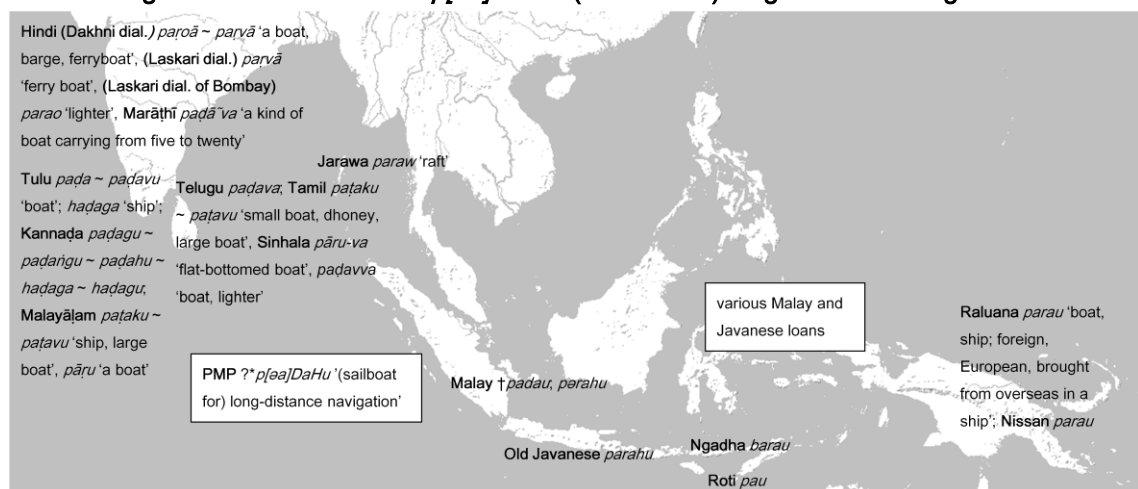 Hindi (Dakhni dial.) paṛoā ~ paṛvā ‘a boat,
barge, ferryboat’, (Laskari dial.) paṛvā
‘ferry boat’, (Laskari dial. of Bombay)
parao ‘lighter’, Marāṭhī paḍā˜va ‘a kind of
boat carrying from five to twenty’
Tulu paḍa ~ paḍavu
‘boat’; haḍaga ‘ship’;
Kannaḍa paḍagu ~
paḍaṅgu ~ paḍahu ~
haḍaga ~ haḍagu;
Malayāḷam paṭaku ~
paṭavu ‘ship, large
boat’, pāṟu ‘a boat’
Jarawa paraw ‘raft’
Telugu paḍava; Tamil paṭaku
~ paṭavu ‘small boat, dhoney,
large boat’, Sinhala pāru-va
‘flat-bottomed boat’, paḍavva
‘boat, lighter’
PMP ?*p[əa]DaHu ’(sailboat
for) long-distance navigation’
Malay †padau; pərahu
Old Javanese parahu
Ngadha barau
Roti pau
various Malay and
Javanese loans
Raluana parau ‘boat,
ship; foreign,
European, brought
from overseas in a
ship’; Nissan parau